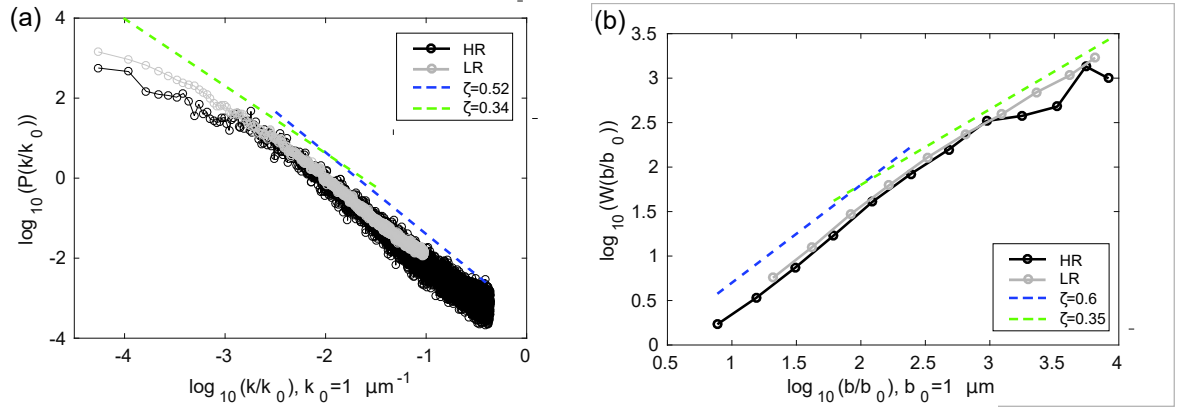 (a)
4
2
0
-2
-4
-4
-3
-2
-1
0
log10(P(k/k0))
log10(k/k0), k0=1 μm-1
HR
LR
ζ=0.52
ζ=0.34
(b)
3.5
3
2.5
2
1.5
1
0.5
0
0.5
1
1.5
2
2.5
3
3.5
4
log10(W(b/b0))
log10(b/b0), b0=1 μm
HR
LR
ζ=0.6
ζ=0.35